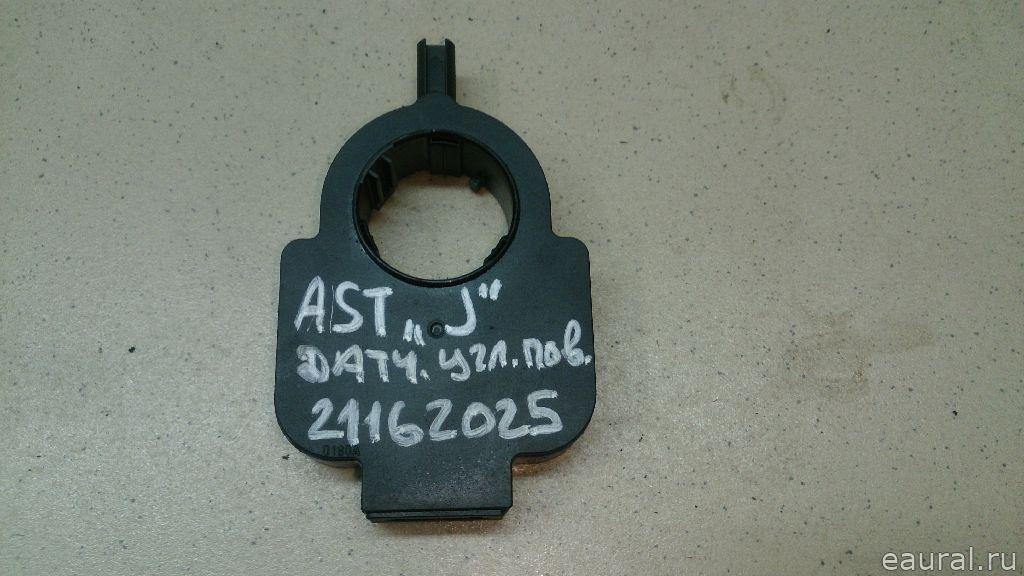 AST „J“
ДАТЧ. УГЛ. ПОВ.
21162025
eaural.ru